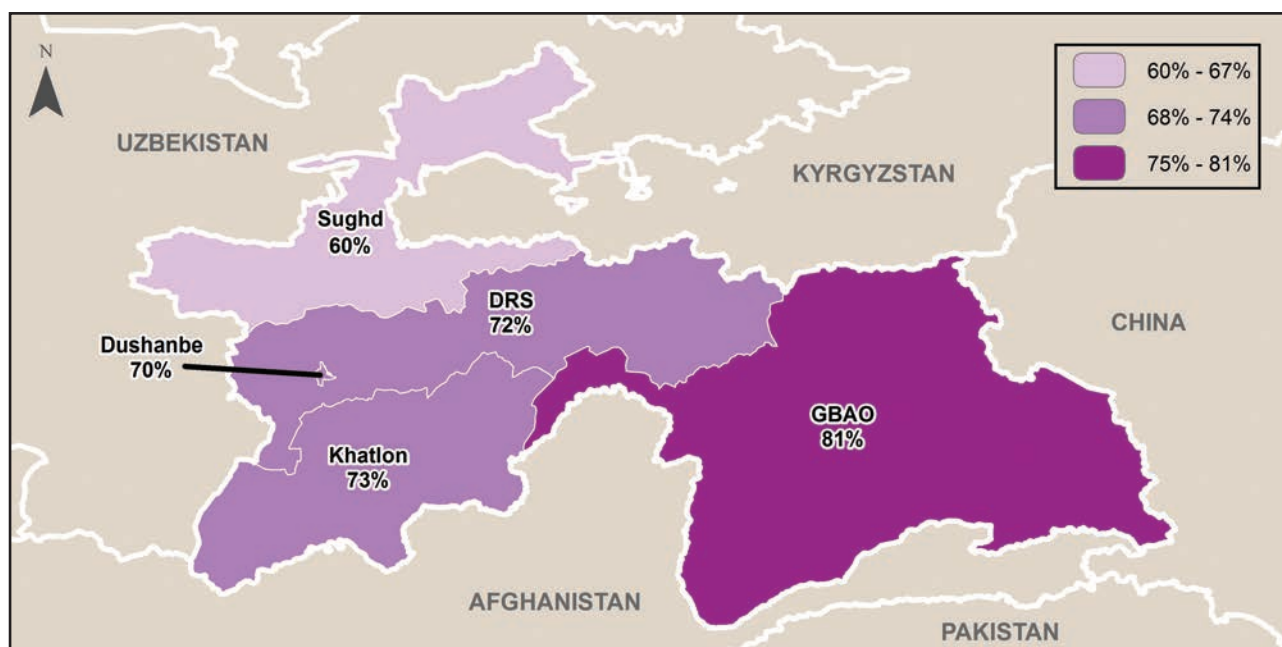 N
60% - 67%
68% - 74%
75% - 81%
UZBEKISTAN
KYRGYZSTAN
Sughd
60%
DRS
72%
CHINA
Dushanbe
70%
GBAO
81%
Khatlon
73%
AFGHANISTAN
PAKISTAN